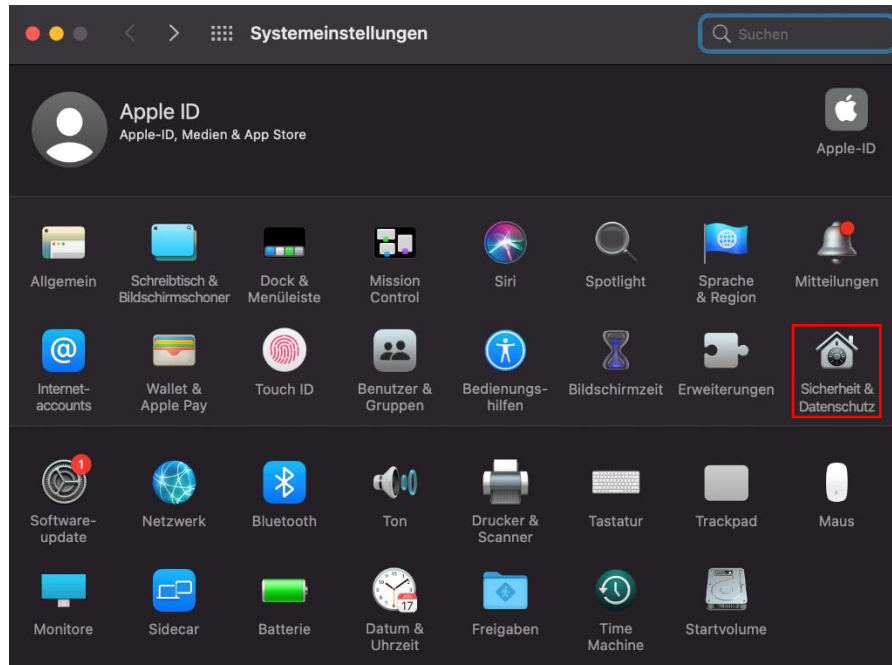 Systemeinstellungen
Suchen
Apple ID
Apple-ID, Medien & App Store
Apple-ID
Allgemein
Schreibtisch &
Bildschirmschoner
Dock &
Menüleiste
Mission
Control
Siri
Spotlight
Sprache
& Region
Mitteilungen
Internet-
accounts
Wallet &
Apple Pay
Touch ID
Benutzer &
Gruppen
Bedienungs-
hilfen
Bildschirmzeit
Erweiterungen
Sicherheit &
Datenschutz
1
Software-
update
Netzwerk
Bluetooth
Ton
Drucker &
Scanner
Tastatur
Trackpad
Maus
Monitore
Sidecar
Batterie
17
Datum &
Uhrzeit
Freigaben
Time
Machine
Startvolume